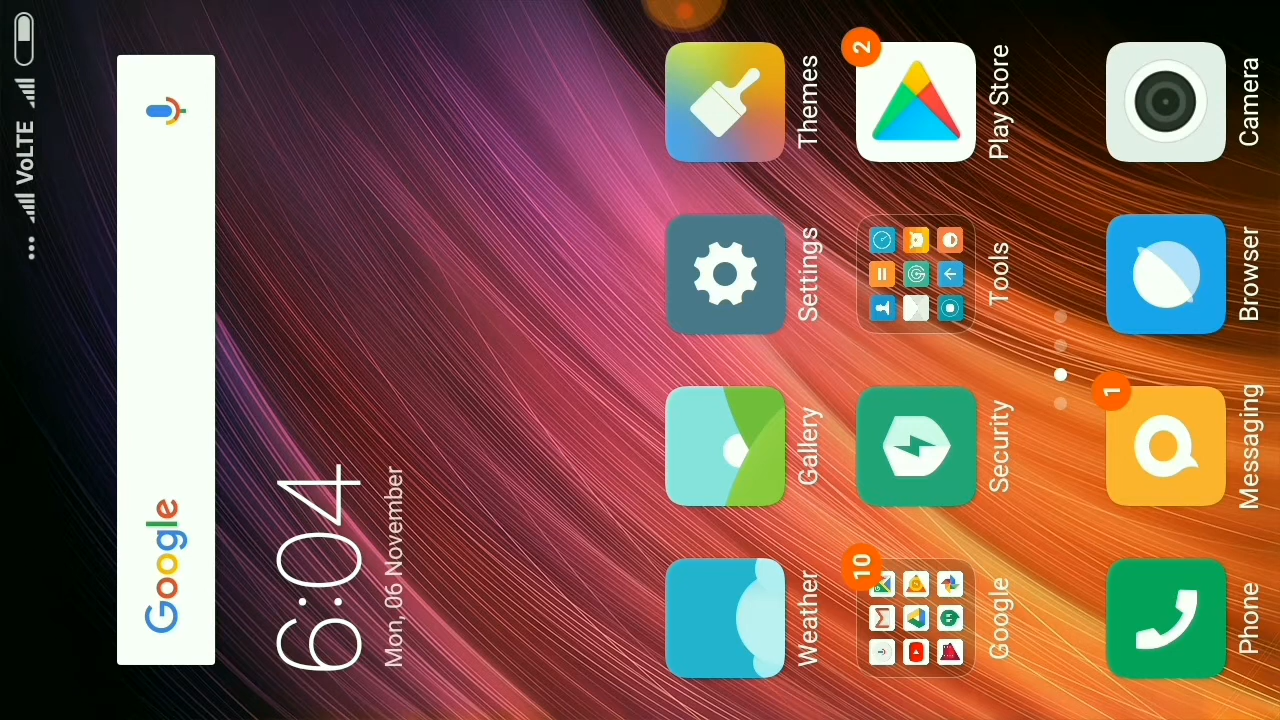 ... VoLTE
Google
6:04
Mon, 06 November
Weather
Gallery
Settings
Themes
10
2
Google
Security
Tools
Play Store
1
Phone
Messaging
Browser
Camera